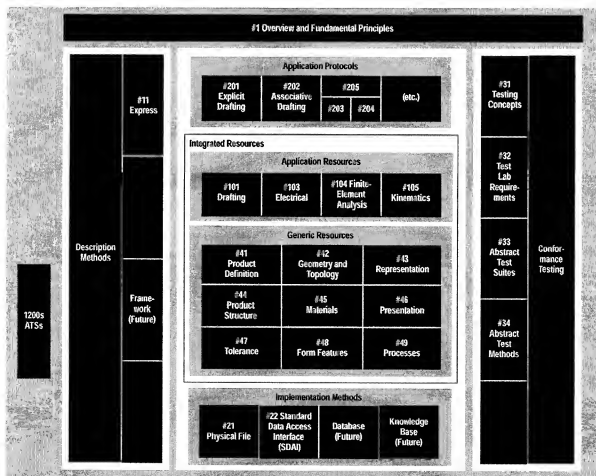 #1 Overview and Fundamental Principles
Description
Methods
#11
Express
Frame-
work
(Future)
1200s
ATSs
Application Protocols
#201
Explicit
Drafting
#202
Associative
Drafting
#205
#203
#204
(etc.)
Integrated Resources
Application Resources
#101
Drafting
#103
Electrical
#104 Finite-
Element
Analysis
#105
Kinematics
Generic Resources
#41
Product
Definition
#42
Geometry and
Topology
#43
Representation
#44
Product
Structure
#45
Materials
#46
Presentation
#47
Tolerance
#48
Form Features
#49
Processes
Implementation Methods
#21
Physical File
#22 Standard
Data Access
Interface
(SDAI)
Database
(Future)
Knowledge
Base
(Future)
#31
Testing
Concepts
#32
Test
Lab
Require-
ments
#33
Abstract
Test
Suites
#34
Abstract
Test
Methods
Confor-
mance
Testing